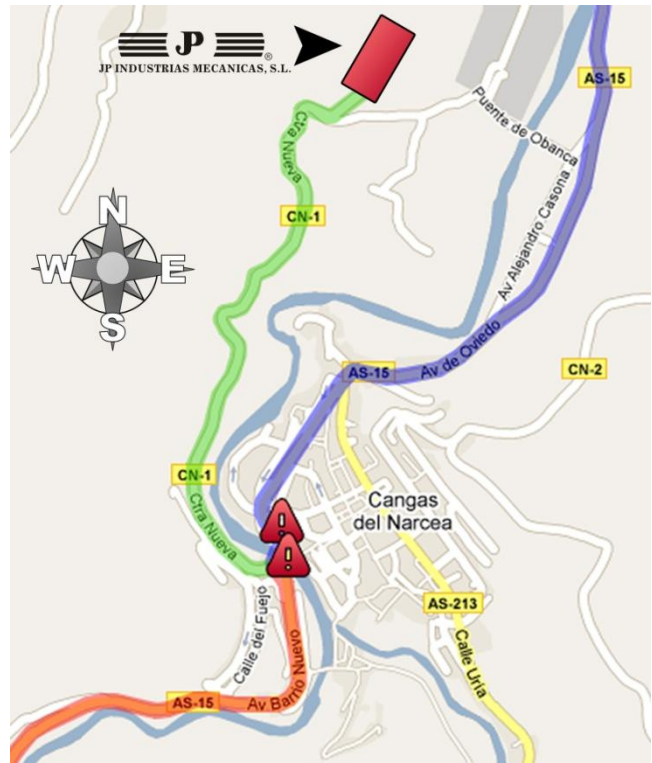 JP
®
JP INDUSTRIAS MECANICAS, S.L.
AS-15
Puente de Obanca
Ctra Nueva
CN-1
Av Alejandro Casona
N
W E
S
Av de Oviedo
AS-15
CN-2
CN-1
Cangas
del Narcea
Ctra Nueva
!
!
AS-213
Calle del Fuejo
Calle Uría
Av Barrio Nuevo
AS-15